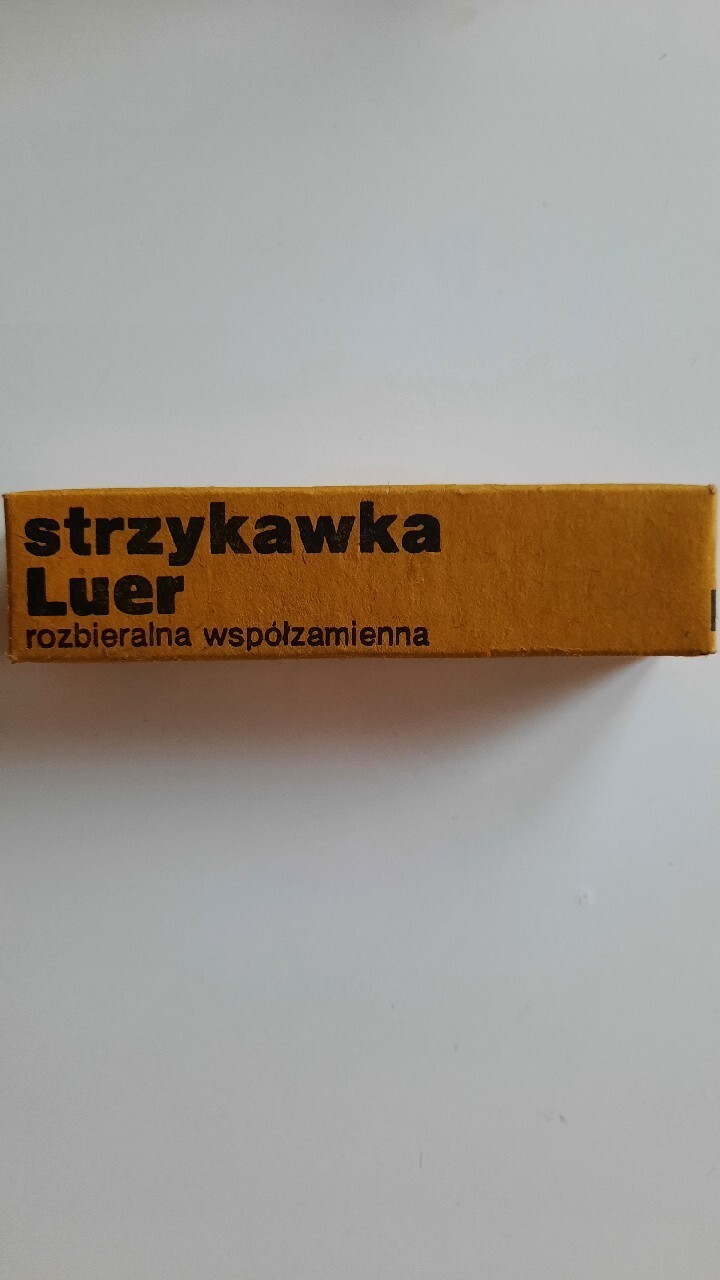 strzykawka
Luer
rozbieralna współzamienna